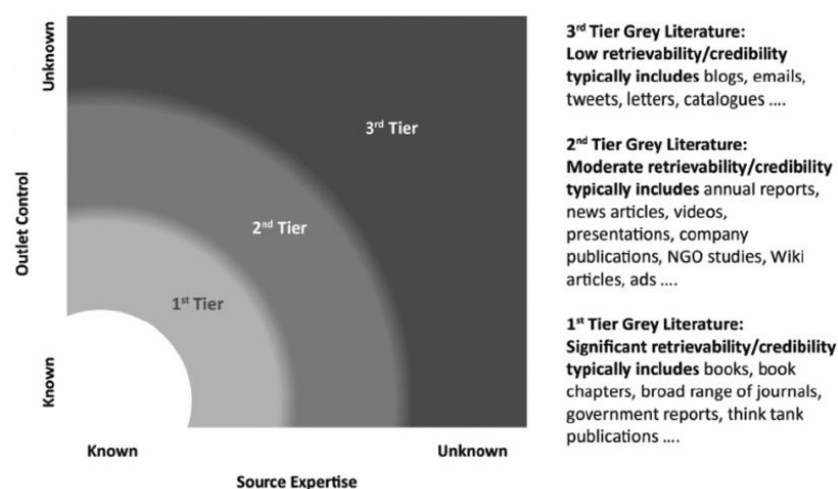 Unknown
Outlet Control
Known
3rd Tier
2nd Tier
1st Tier
Known
Unknown
Source Expertise
3rd Tier Grey Literature:
Low retrievability/credibility
typically includes blogs, emails,
tweets, letters, catalogues ....
2nd Tier Grey Literature:
Moderate retrievability/credibility
typically includes annual reports,
news articles, videos,
presentations, company
publications, NGO studies, Wiki
articles, ads ....
1st Tier Grey Literature:
Significant retrievability/credibility
typically includes books, book
chapters, broad range of journals,
government reports, think tank
publications ....